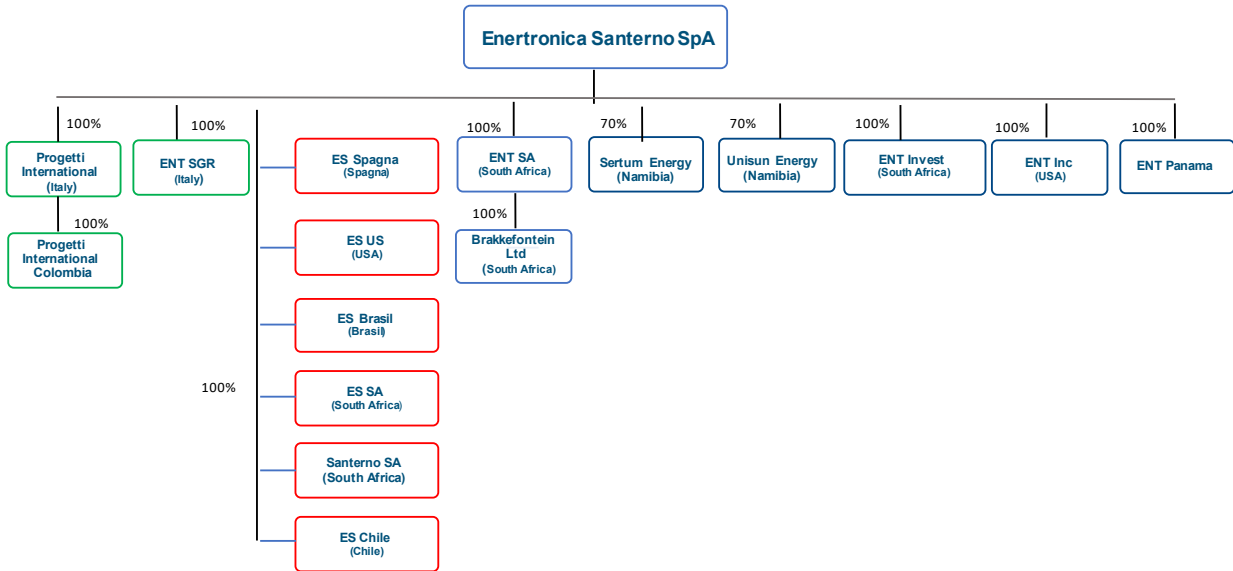 Enertronica Santerno SpA
100%
100%
100%
70%
70%
100%
100%
100%
Progetti
International
(Italy)
ENT SGR
(Italy)
ES Spagna
(Spagna)
ENT SA
(South Africa)
Sertum Energy
(Namibia)
Unisun Energy
(Namibia)
ENT Invest
(South Africa)
ENT Inc
(USA)
ENT Panama
100%
100%
Progetti
International
Colombia
ES US
(USA)
Brakkefontein
Ltd
(South Africa)
ES Brasil
(Brasil)
100%
ES SA
(South Africa)
Santerno SA
(South Africa)
ES Chile
(Chile)